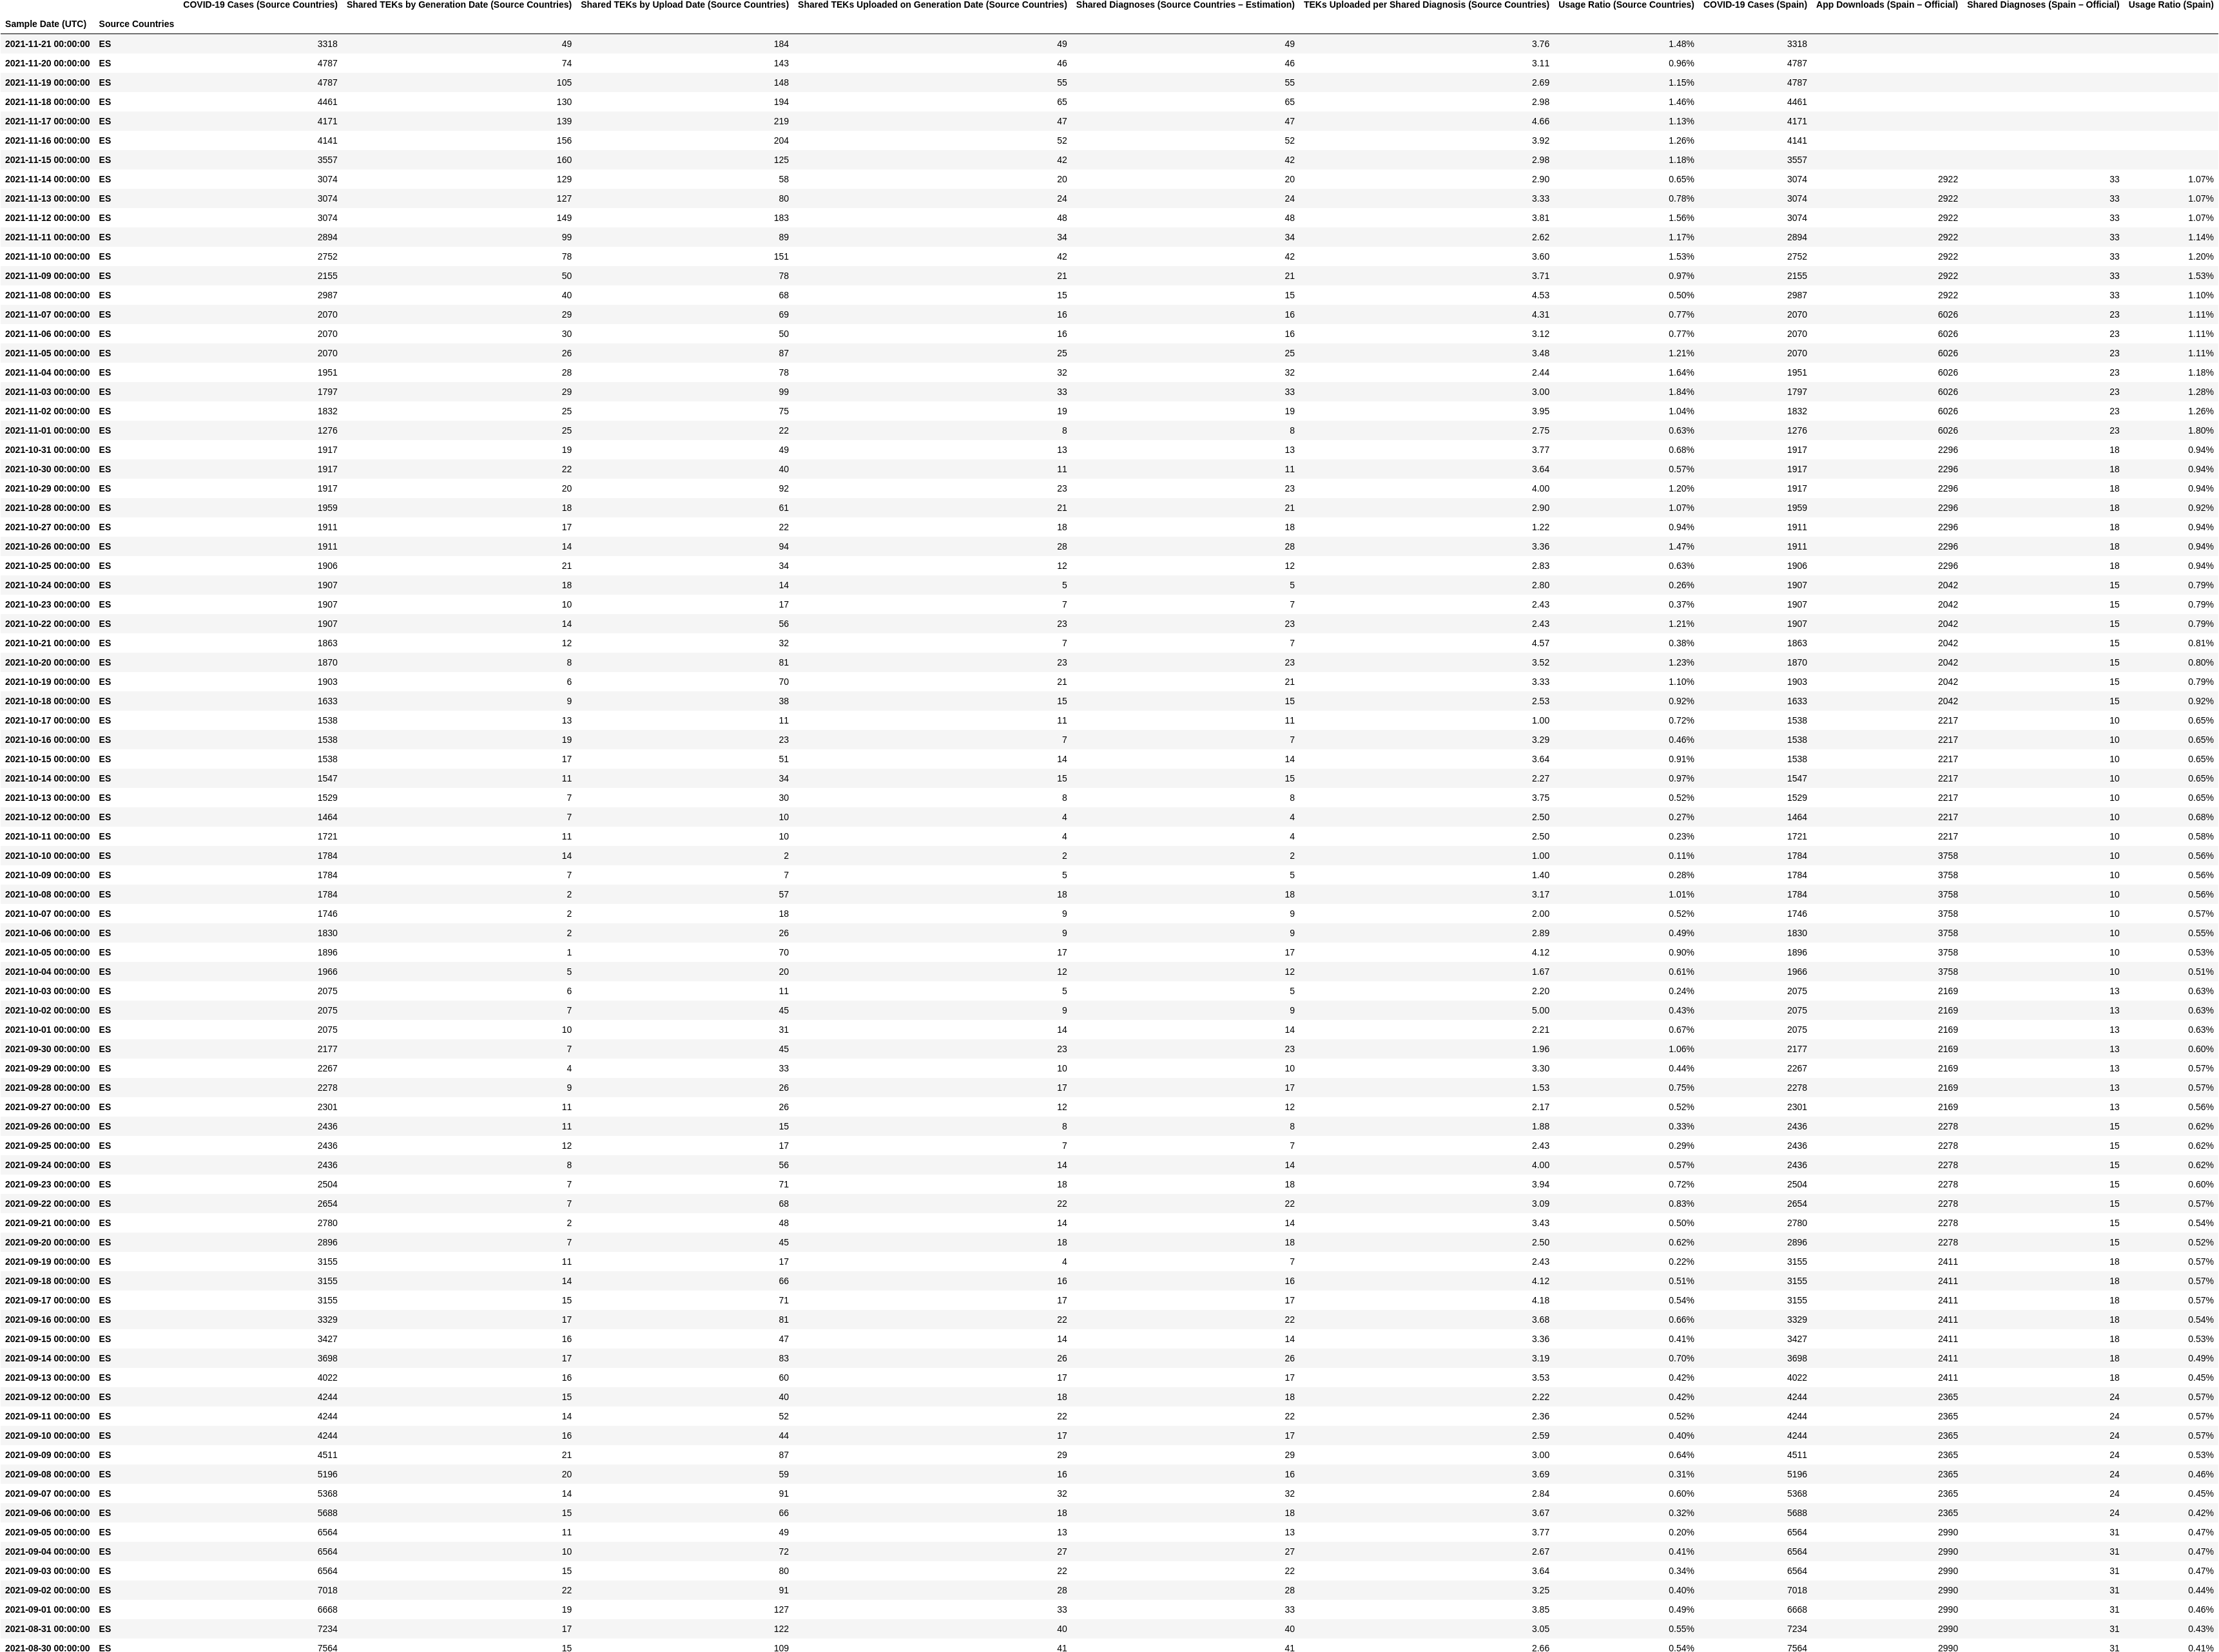 COVID-19 Cases (Source Countries) Shared TEKs by Generation Date (Source Countries) Shared TEKs by Upload Date (Source Countries) Shared TEKs Uploaded on Generation Date (Source Countries) Shared Diagnoses (Source Countries – Estimation) TEKs Uploaded per Shared Diagnosis (Source Countries) Usage Ratio (Source Countries) COVID-19 Cases (Spain) App Downloads (Spain – Official) Shared Diagnoses (Spain – Official) Usage Ratio (Spain)
Sample Date (UTC) Source Countries
2021-11-21 00:00:00 ES 3318 49 184 49 49 3.76 1.48% 3318
2021-11-20 00:00:00 ES 4787 74 143 46 46 3.11 0.96% 4787
2021-11-19 00:00:00 ES 4787 105 148 55 55 2.69 1.15% 4787
2021-11-18 00:00:00 ES 4461 130 194 65 65 2.98 1.46% 4461
2021-11-17 00:00:00 ES 4171 139 219 47 47 4.66 1.13% 4171
2021-11-16 00:00:00 ES 4141 156 204 52 52 3.92 1.26% 4141
2021-11-15 00:00:00 ES 3557 160 125 42 42 2.98 1.18% 3557
2021-11-14 00:00:00 ES 3074 129 58 20 20 2.90 0.65% 3074 2922 33 1.07%
2021-11-13 00:00:00 ES 3074 127 80 24 24 3.33 0.78% 3074 2922 33 1.07%
2021-11-12 00:00:00 ES 3074 149 183 48 48 3.81 1.56% 3074 2922 33 1.07%
2021-11-11 00:00:00 ES 2894 99 89 34 34 2.62 1.17% 2894 2922 33 1.14%
2021-11-10 00:00:00 ES 2752 78 151 42 42 3.60 1.53% 2752 2922 33 1.20%
2021-11-09 00:00:00 ES 2155 50 78 21 21 3.71 0.97% 2155 2922 33 1.53%
2021-11-08 00:00:00 ES 2987 40 68 15 15 4.53 0.50% 2987 2922 33 1.10%
2021-11-07 00:00:00 ES 2070 29 69 16 16 4.31 0.77% 2070 6026 23 1.11%
2021-11-06 00:00:00 ES 2070 30 50 16 16 3.12 0.77% 2070 6026 23 1.11%
2021-11-05 00:00:00 ES 2070 26 87 25 25 3.48 1.21% 2070 6026 23 1.11%
2021-11-04 00:00:00 ES 1951 28 78 32 32 2.44 1.64% 1951 6026 23 1.18%
2021-11-03 00:00:00 ES 1797 29 99 33 33 3.00 1.84% 1797 6026 23 1.28%
2021-11-02 00:00:00 ES 1832 25 75 19 19 3.95 1.04% 1832 6026 23 1.26%
2021-11-01 00:00:00 ES 1276 25 22 8 8 2.75 0.63% 1276 6026 23 1.80%
2021-10-31 00:00:00 ES 1917 19 49 13 13 3.77 0.68% 1917 2296 18 0.94%
2021-10-30 00:00:00 ES 1917 22 40 11 11 3.64 0.57% 1917 2296 18 0.94%
2021-10-29 00:00:00 ES 1917 20 92 23 23 4.00 1.20% 1917 2296 18 0.94%
2021-10-28 00:00:00 ES 1959 18 61 21 21 2.90 1.07% 1959 2296 18 0.92%
2021-10-27 00:00:00 ES 1911 17 22 18 18 1.22 0.94% 1911 2296 18 0.94%
2021-10-26 00:00:00 ES 1911 14 94 28 28 3.36 1.47% 1911 2296 18 0.94%
2021-10-25 00:00:00 ES 1906 21 34 12 12 2.83 0.63% 1906 2296 18 0.94%
2021-10-24 00:00:00 ES 1907 18 14 5 5 2.80 0.26% 1907 2042 15 0.79%
2021-10-23 00:00:00 ES 1907 10 17 7 7 2.43 0.37% 1907 2042 15 0.79%
2021-10-22 00:00:00 ES 1907 14 56 23 23 2.43 1.21% 1907 2042 15 0.79%
2021-10-21 00:00:00 ES 1863 12 32 7 7 4.57 0.38% 1863 2042 15 0.81%
2021-10-20 00:00:00 ES 1870 8 81 23 23 3.52 1.23% 1870 2042 15 0.80%
2021-10-19 00:00:00 ES 1903 6 70 21 21 3.33 1.10% 1903 2042 15 0.79%
2021-10-18 00:00:00 ES 1633 9 38 15 15 2.53 0.92% 1633 2042 15 0.92%
2021-10-17 00:00:00 ES 1538 13 11 11 11 1.00 0.72% 1538 2217 10 0.65%
2021-10-16 00:00:00 ES 1538 19 23 7 7 3.29 0.46% 1538 2217 10 0.65%
2021-10-15 00:00:00 ES 1538 17 51 14 14 3.64 0.91% 1538 2217 10 0.65%
2021-10-14 00:00:00 ES 1547 11 34 15 15 2.27 0.97% 1547 2217 10 0.65%
2021-10-13 00:00:00 ES 1529 7 30 8 8 3.75 0.52% 1529 2217 10 0.65%
2021-10-12 00:00:00 ES 1464 7 10 4 4 2.50 0.27% 1464 2217 10 0.68%
2021-10-11 00:00:00 ES 1721 11 10 4 4 2.50 0.23% 1721 2217 10 0.58%
2021-10-10 00:00:00 ES 1784 14 2 2 2 1.00 0.11% 1784 3758 10 0.56%
2021-10-09 00:00:00 ES 1784 7 7 5 5 1.40 0.28% 1784 3758 10 0.56%
2021-10-08 00:00:00 ES 1784 2 57 18 18 3.17 1.01% 1784 3758 10 0.56%
2021-10-07 00:00:00 ES 1746 2 18 9 9 2.00 0.52% 1746 3758 10 0.57%
2021-10-06 00:00:00 ES 1830 2 26 9 9 2.89 0.49% 1830 3758 10 0.55%
2021-10-05 00:00:00 ES 1896 1 70 17 17 4.12 0.90% 1896 3758 10 0.53%
2021-10-04 00:00:00 ES 1966 5 20 12 12 1.67 0.61% 1966 3758 10 0.51%
2021-10-03 00:00:00 ES 2075 6 11 5 5 2.20 0.24% 2075 2169 13 0.63%
2021-10-02 00:00:00 ES 2075 7 45 9 9 5.00 0.43% 2075 2169 13 0.63%
2021-10-01 00:00:00 ES 2075 10 31 14 14 2.21 0.67% 2075 2169 13 0.63%
2021-09-30 00:00:00 ES 2177 7 45 23 23 1.96 1.06% 2177 2169 13 0.60%
2021-09-29 00:00:00 ES 2267 4 33 10 10 3.30 0.44% 2267 2169 13 0.57%
2021-09-28 00:00:00 ES 2278 9 26 17 17 1.53 0.75% 2278 2169 13 0.57%
2021-09-27 00:00:00 ES 2301 11 26 12 12 2.17 0.52% 2301 2169 13 0.56%
2021-09-26 00:00:00 ES 2436 11 15 8 8 1.88 0.33% 2436 2278 15 0.62%
2021-09-25 00:00:00 ES 2436 12 17 7 7 2.43 0.29% 2436 2278 15 0.62%
2021-09-24 00:00:00 ES 2436 8 56 14 14 4.00 0.57% 2436 2278 15 0.62%
2021-09-23 00:00:00 ES 2504 7 71 18 18 3.94 0.72% 2504 2278 15 0.60%
2021-09-22 00:00:00 ES 2654 7 68 22 22 3.09 0.83% 2654 2278 15 0.57%
2021-09-21 00:00:00 ES 2780 2 48 14 14 3.43 0.50% 2780 2278 15 0.54%
2021-09-20 00:00:00 ES 2896 7 45 18 18 2.50 0.62% 2896 2278 15 0.52%
2021-09-19 00:00:00 ES 3155 11 17 4 7 2.43 0.22% 3155 2411 18 0.57%
2021-09-18 00:00:00 ES 3155 14 66 16 16 4.12 0.51% 3155 2411 18 0.57%
2021-09-17 00:00:00 ES 3155 15 71 17 17 4.18 0.54% 3155 2411 18 0.57%
2021-09-16 00:00:00 ES 3329 17 81 22 22 3.68 0.66% 3329 2411 18 0.54%
2021-09-15 00:00:00 ES 3427 16 47 14 14 3.36 0.41% 3427 2411 18 0.53%
2021-09-14 00:00:00 ES 3698 17 83 26 26 3.19 0.70% 3698 2411 18 0.49%
2021-09-13 00:00:00 ES 4022 16 60 17 17 3.53 0.42% 4022 2411 18 0.45%
2021-09-12 00:00:00 ES 4244 15 40 18 18 2.22 0.42% 4244 2365 24 0.57%
2021-09-11 00:00:00 ES 4244 14 52 22 22 2.36 0.52% 4244 2365 24 0.57%
2021-09-10 00:00:00 ES 4244 16 44 17 17 2.59 0.40% 4244 2365 24 0.57%
2021-09-09 00:00:00 ES 4511 21 87 29 29 3.00 0.64% 4511 2365 24 0.53%
2021-09-08 00:00:00 ES 5196 20 59 16 16 3.69 0.31% 5196 2365 24 0.46%
2021-09-07 00:00:00 ES 5368 14 91 32 32 2.84 0.60% 5368 2365 24 0.45%
2021-09-06 00:00:00 ES 5688 15 66 18 18 3.67 0.32% 5688 2365 24 0.42%
2021-09-05 00:00:00 ES 6564 11 49 13 13 3.77 0.20% 6564 2990 31 0.47%
2021-09-04 00:00:00 ES 6564 10 72 27 27 2.67 0.41% 6564 2990 31 0.47%
2021-09-03 00:00:00 ES 6564 15 80 22 22 3.64 0.34% 6564 2990 31 0.47%
2021-09-02 00:00:00 ES 7018 22 91 28 28 3.25 0.40% 7018 2990 31 0.44%
2021-09-01 00:00:00 ES 6668 19 127 33 33 3.85 0.49% 6668 2990 31 0.46%
2021-08-31 00:00:00 ES 7234 17 122 40 40 3.05 0.55% 7234 2990 31 0.43%
2021-08-30 00:00:00 ES 7564 15 109 41 41 2.66 0.54% 7564 2990 31 0.41%